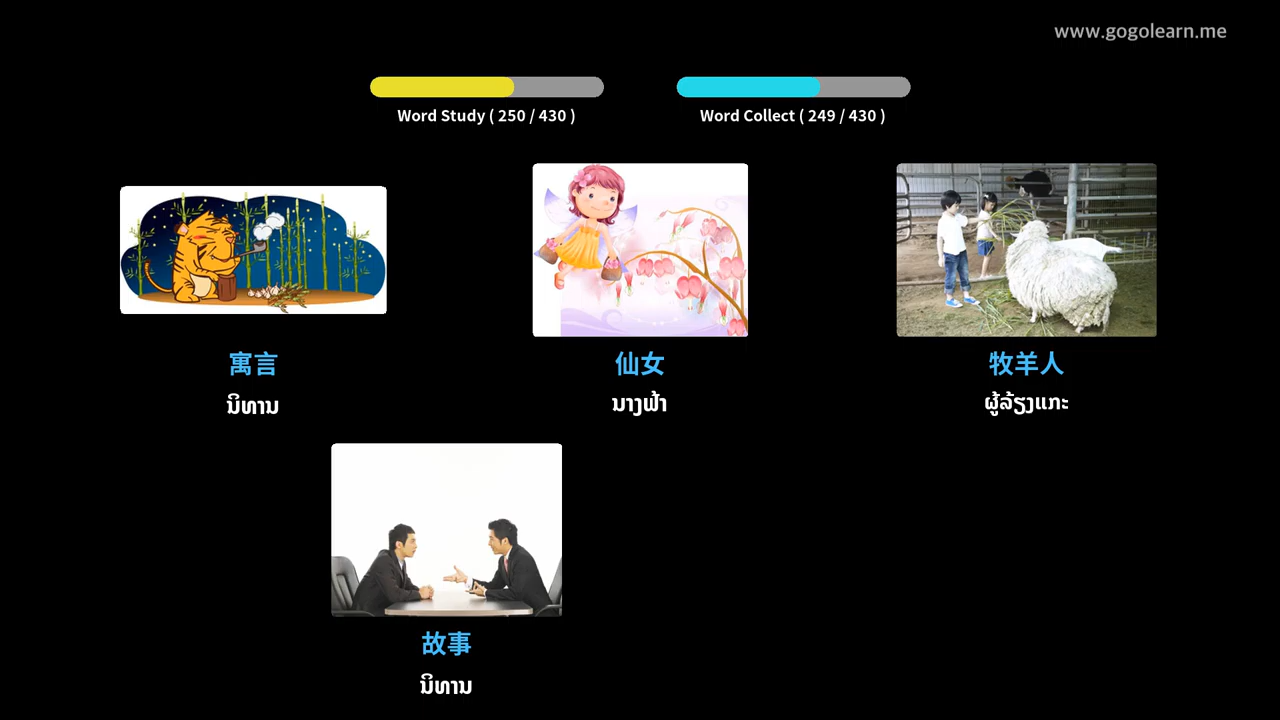 www.gogolearn.me
Word Study ( 250 / 430 )
Word Collect ( 249 / 430 )
寓言
ນິທານ
仙女
ນາງຟ້າ
牧羊人
ຜູ້ລ້ຽງແກະ
故事
ນິທານ